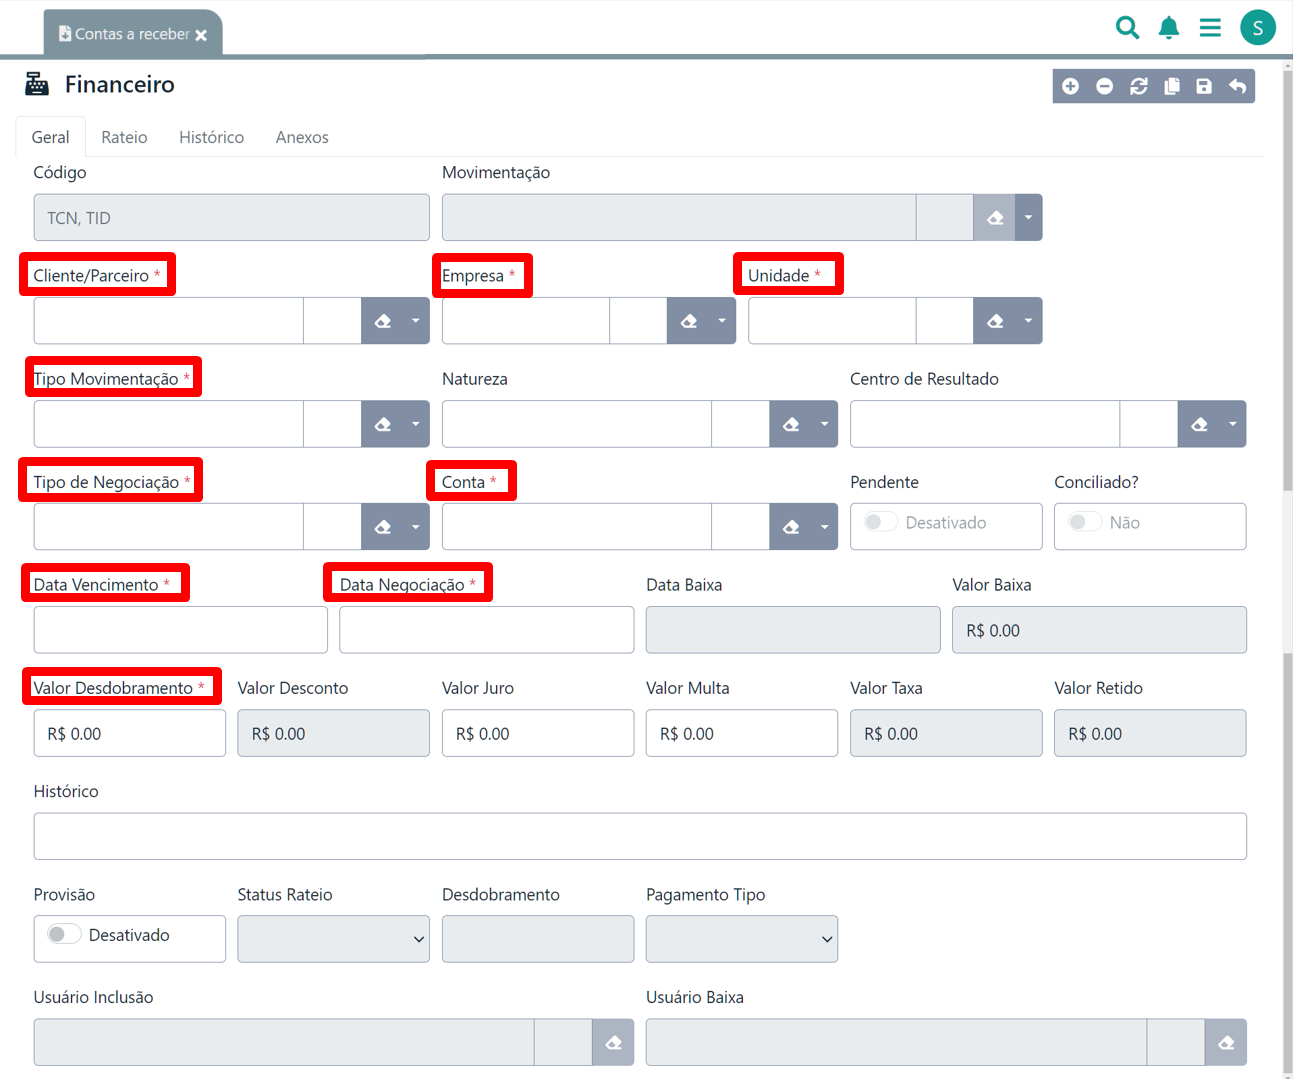 Contas a receber
S
Financeiro
Geral Rateio Histórico Anexos
Código Movimentação
TCN, TID
Cliente/Parceiro * Empresa * Unidade *
Tipo Movimentação * Natureza Centro de Resultado
Tipo de Negociação * Conta * Pendente Conciliado?
Desativado Não
Data Vencimento * Data Negociação * Data Baixa Valor Baixa
R$ 0.00
Valor Desdobramento * Valor Desconto Valor Juro Valor Multa Valor Taxa Valor Retido
R$ 0.00 R$ 0.00 R$ 0.00 R$ 0.00 R$ 0.00 R$ 0.00
Histórico
Provisão Status Rateio Desdobramento Pagamento Tipo
Desativado
Usuário Inclusão Usuário Baixa